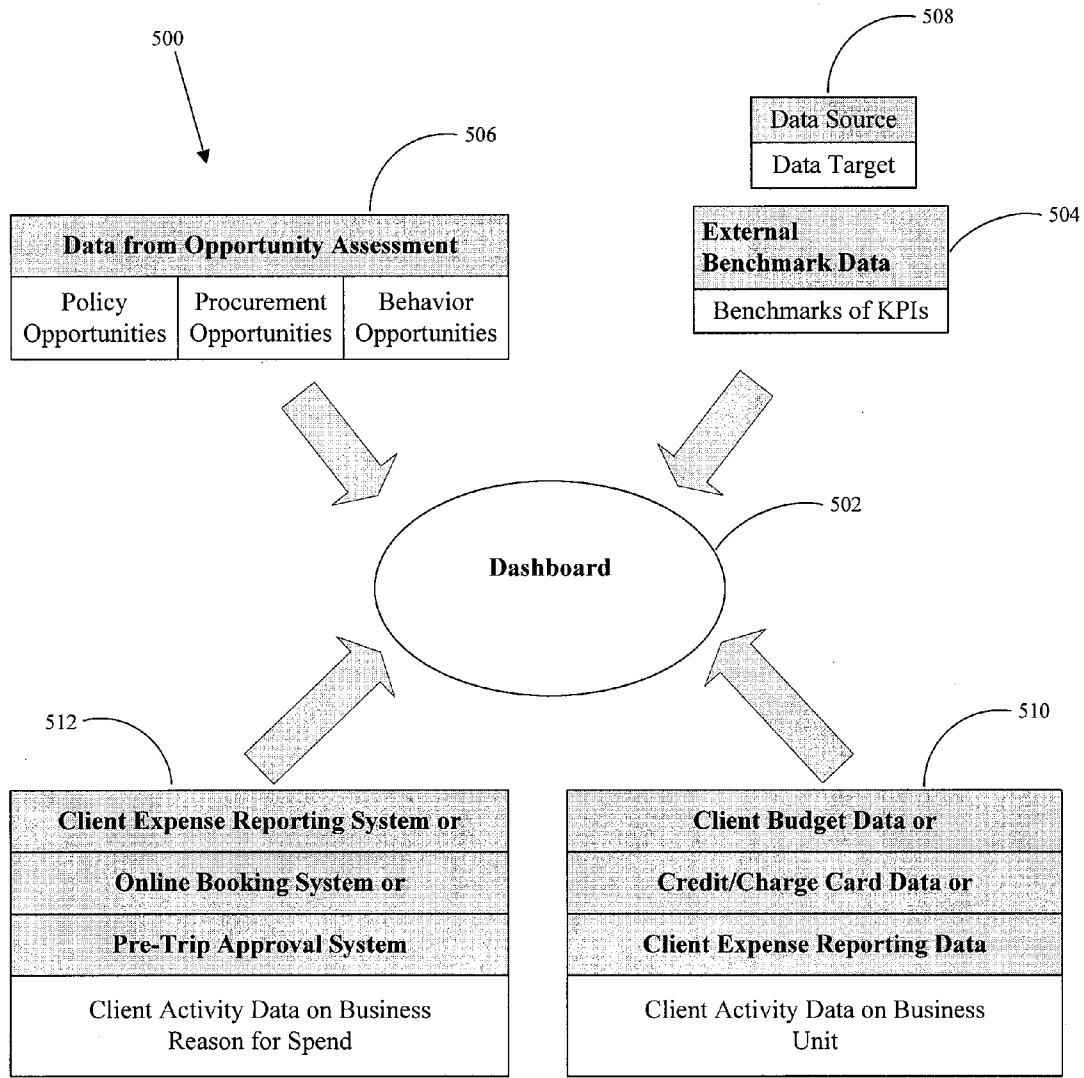 500
508
Data Source
Data Target
506
504
Data from Opportunity Assessment
Policy
Opportunities
Procurement
Opportunities
Behavior
Opportunities
External
Benchmark Data
Benchmarks of KPIs
502
Dashboard
512
510
Client Expense Reporting System or
Online Booking System or
Pre-Trip Approval System
Client Activity Data on Business
Reason for Spend
Client Budget Data or
Credit/Charge Card Data or
Client Expense Reporting Data
Client Activity Data on Business
Unit